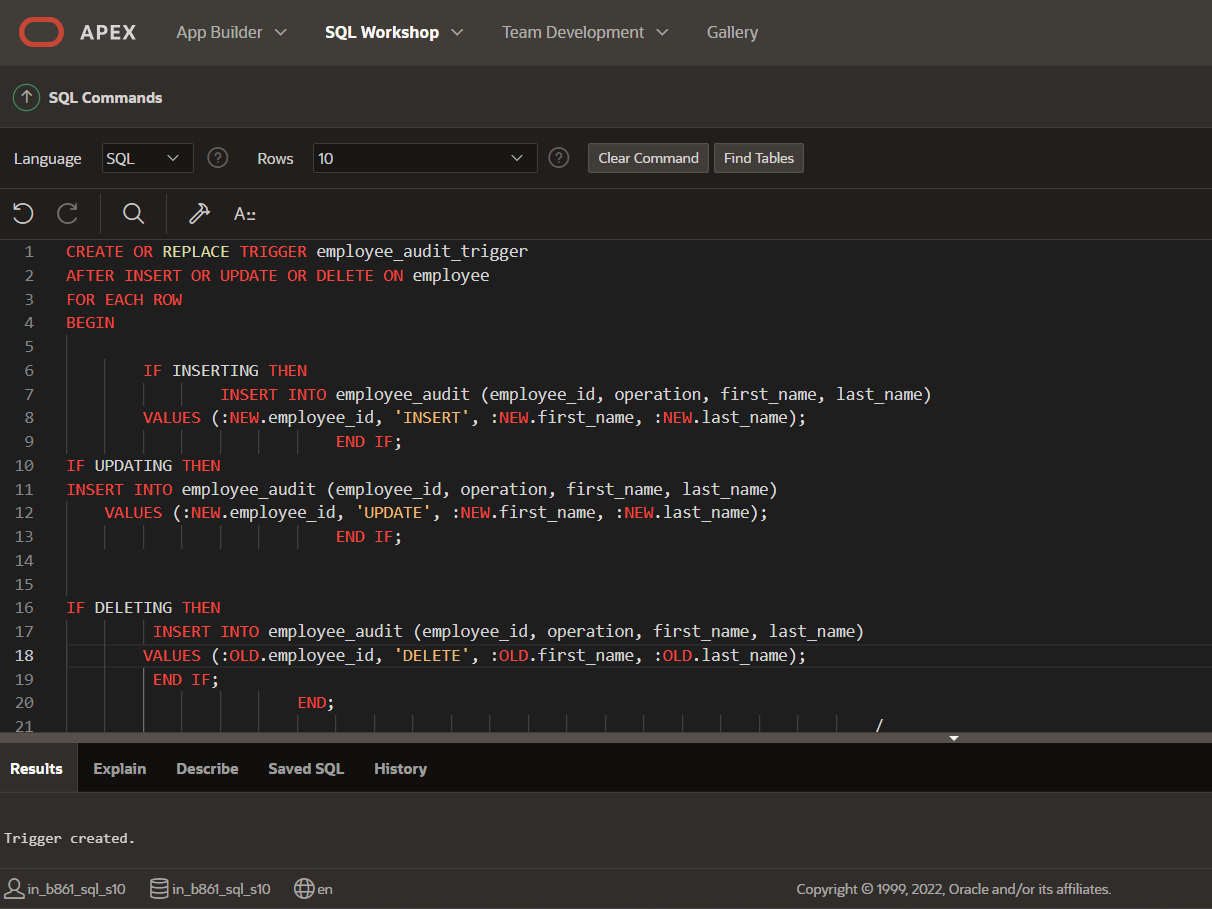 APEX App Builder SQL Workshop Team Development Gallery
SQL Commands
Language SQL ? Rows 10 ? Clear Command Find Tables
A::
1 CREATE OR REPLACE TRIGGER employee_audit_trigger
2 AFTER INSERT OR UPDATE OR DELETE ON employee
3 FOR EACH ROW
4 BEGIN
5
6 IF INSERTING THEN
7 INSERT INTO employee_audit (employee_id, operation, first_name, last_name)
8 VALUES (:NEW.employee_id, 'INSERT', :NEW.first_name, :NEW.last_name);
9 END IF;
10 IF UPDATING THEN
11 INSERT INTO employee_audit (employee_id, operation, first_name, last_name)
12 VALUES (:NEW.employee_id, 'UPDATE', :NEW.first_name, :NEW.last_name);
13 END IF;
14
15
16 IF DELETING THEN
17 INSERT INTO employee_audit (employee_id, operation, first_name, last_name)
18 VALUES (:OLD.employee_id, 'DELETE', :OLD.first_name, :OLD.last_name);
19 END IF;
20 END;
21 /
Results Explain Describe Saved SQL History
Trigger created.
in_b861_sql_s10 in_b861_sql_s10 en Copyright © 1999, 2022, Oracle and/or its affiliates.